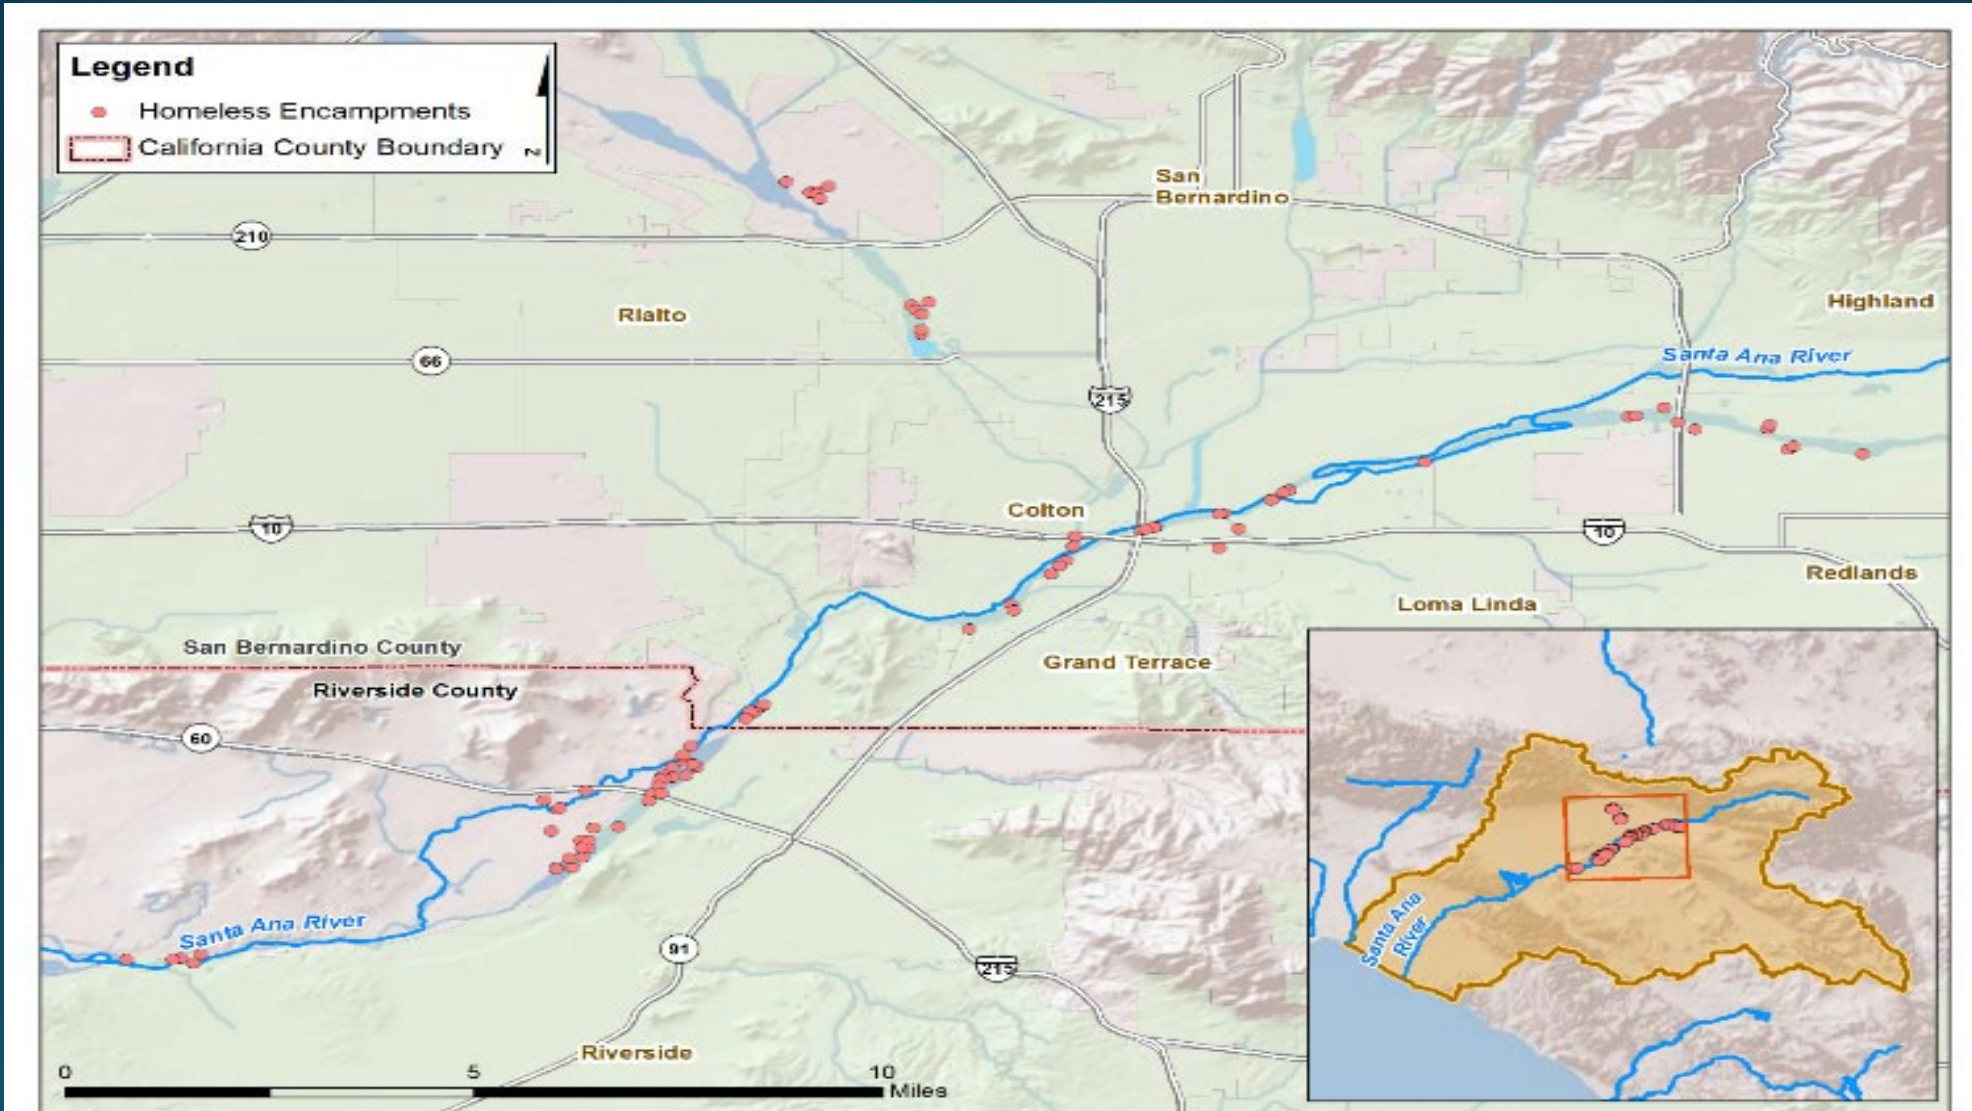 Legend
Homeless Encampments
California County Boundary
N
San
Bernardino
210
Rialto
Highland
66
Santa Ana River
215
Colton
10
10
Redlands
Loma Linda
San Bernardino County
Grand Terrace
Riverside County
60
Santa Ana River
91
215
Santa Ana
River
Riverside
0 5 10
Miles